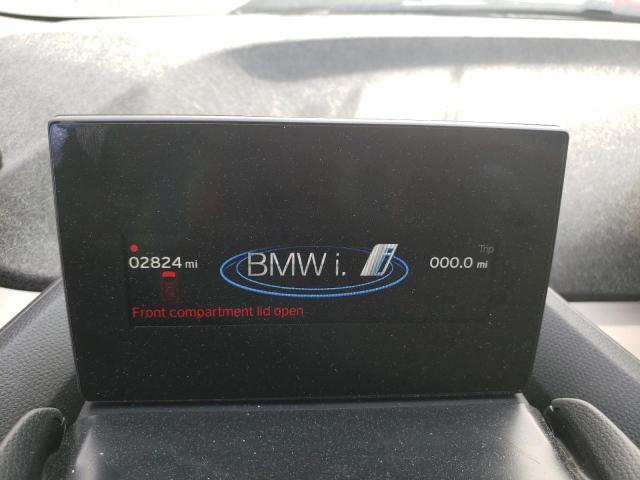 02824 mi
BMW i.
Trip
000.0 mi
Front compartment lid open